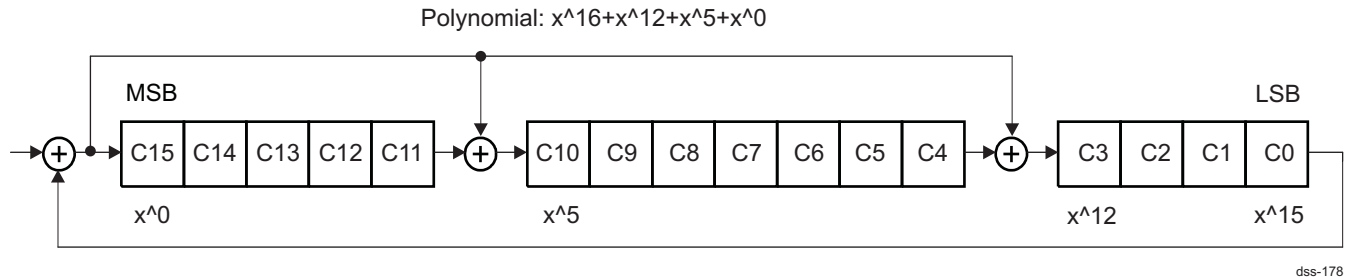 Polynomial: x^16+x^12+x^5+x^0
MSB
LSB
+ C15 C14 C13 C12 C11 + C10 C9 C8 C7 C6 C5 C4 + C3 C2 C1 C0
x^0 x^5 x^12 x^15
dss-178